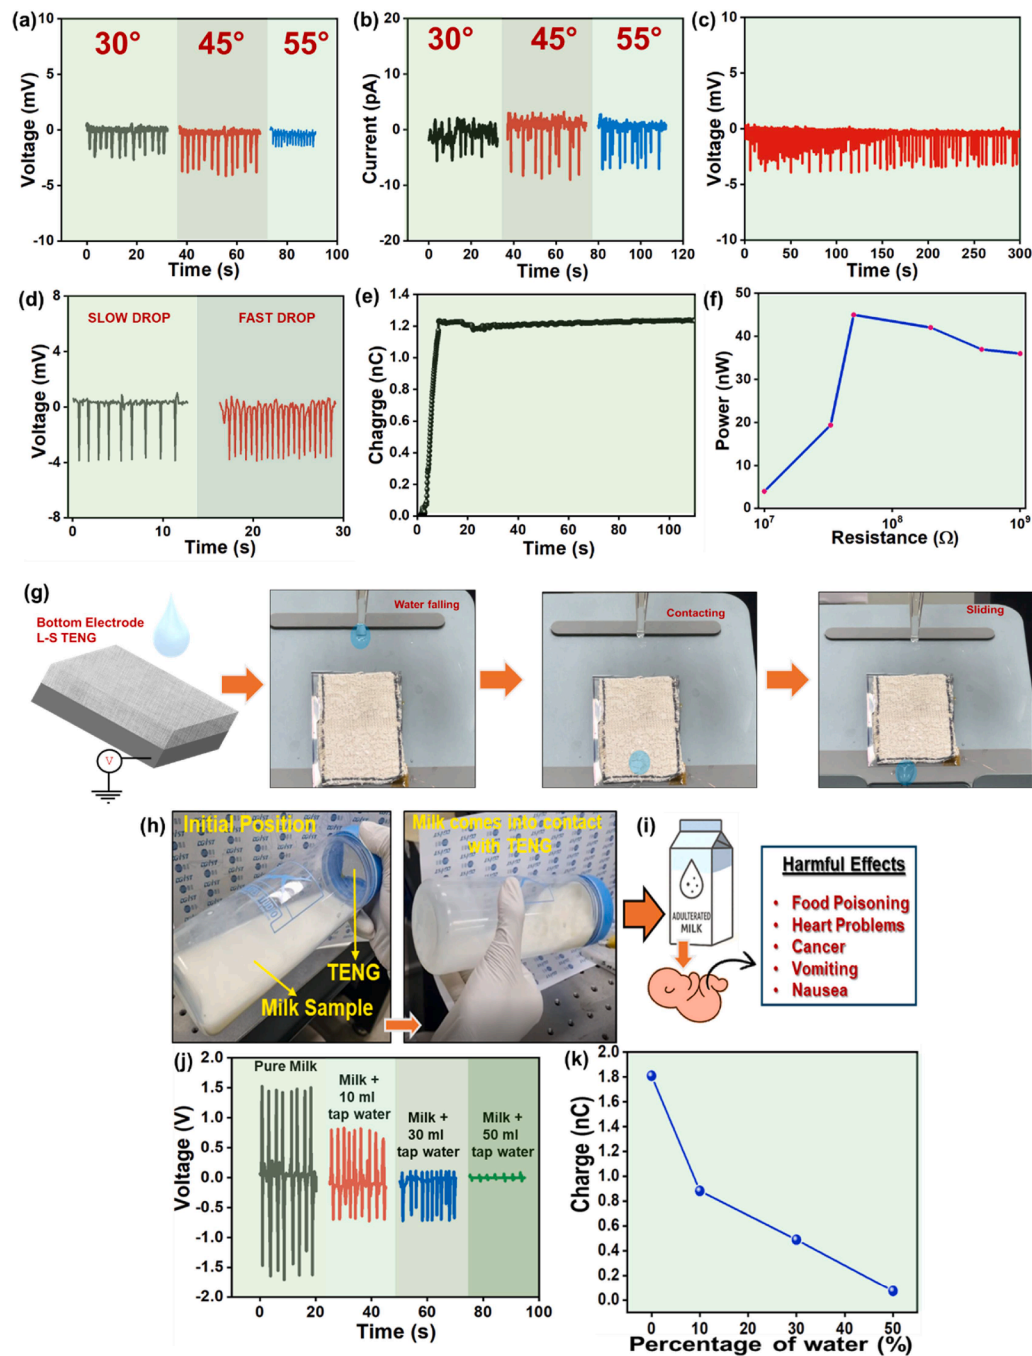 (a)
30°
45°
55°
Voltage (mV)
10
5
0
-5
-10
0
20
40
60
80
100
Time (s)
(b)
30°
45°
55°
Current (pA)
20
10
0
-10
-20
0
20
40
60
80
100
120
Time (s)
(c)
Voltage (mV)
10
5
0
-5
-10
0
50
100
150
200
250
300
Time (s)
(d)
SLOW DROP
FAST DROP
Voltage (mV)
8
4
0
-4
-8
0
10
20
30
Time (s)
(e)
Chagrge (nC)
1.4
1.2
1.0
0.8
0.6
0.4
0.2
0.0
0
20
40
60
80
100
Time (s)
(f)
Power (nW)
50
40
30
20
10
0
10⁷
10⁸
10⁹
Resistance (Ω)
(g)
Bottom Electrode
L-S TENG
V
Water falling
Contacting
Sliding
(h)
Initial Position
TENG
Milk Sample
Milk comes into contact
with TENG
(i)
ADULTERATED
MILK
Harmful Effects
• Food Poisoning
• Heart Problems
• Cancer
• Vomiting
• Nausea
(j)
Pure Milk
Milk +
10 ml
tap water
Milk +
30 ml
tap water
Milk +
50 ml
tap water
Voltage (V)
2.0
1.5
1.0
0.5
0.0
-0.5
-1.0
-1.5
-2.0
0
20
40
60
80
100
Time (s)
(k)
Charge (nC)
2.0
1.8
1.6
1.4
1.2
1.0
0.8
0.6
0.4
0.2
0.0
0
10
20
30
40
50
Percentage of water (%)